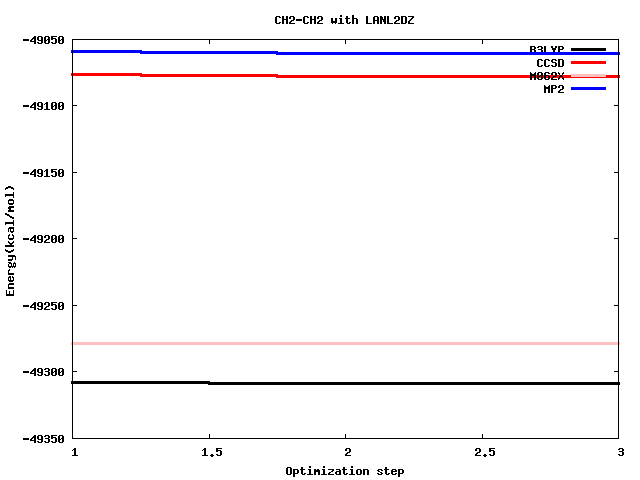 CH2-CH2 with LANL2DZ
-49050
-49100
-49150
-49200
-49250
-49300
-49350
Energy(kcal/mol)
B3LYP
CCSD
M062X
MP2
1 1.5 2 2.5 3
Optimization step